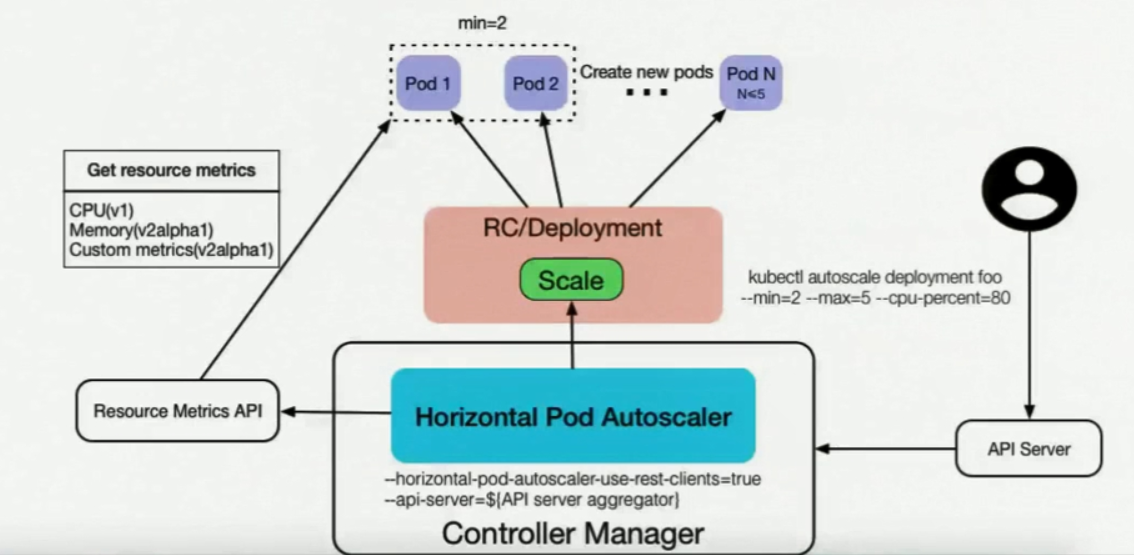 min=2
Pod 1
Pod 2
Create new pods
...
Pod N
N≤5
Get resource metrics
CPU(v1)
Memory(v2alpha1)
Custom metrics(v2alpha1)
RC/Deployment
Scale
kubectl autoscale deployment foo
--min=2 --max=5 --cpu-percent=80
Resource Metrics API
Horizontal Pod Autoscaler
API Server
--horizontal-pod-autoscaler-use-rest-clients=true
--api-server=${API server aggregator}
Controller Manager